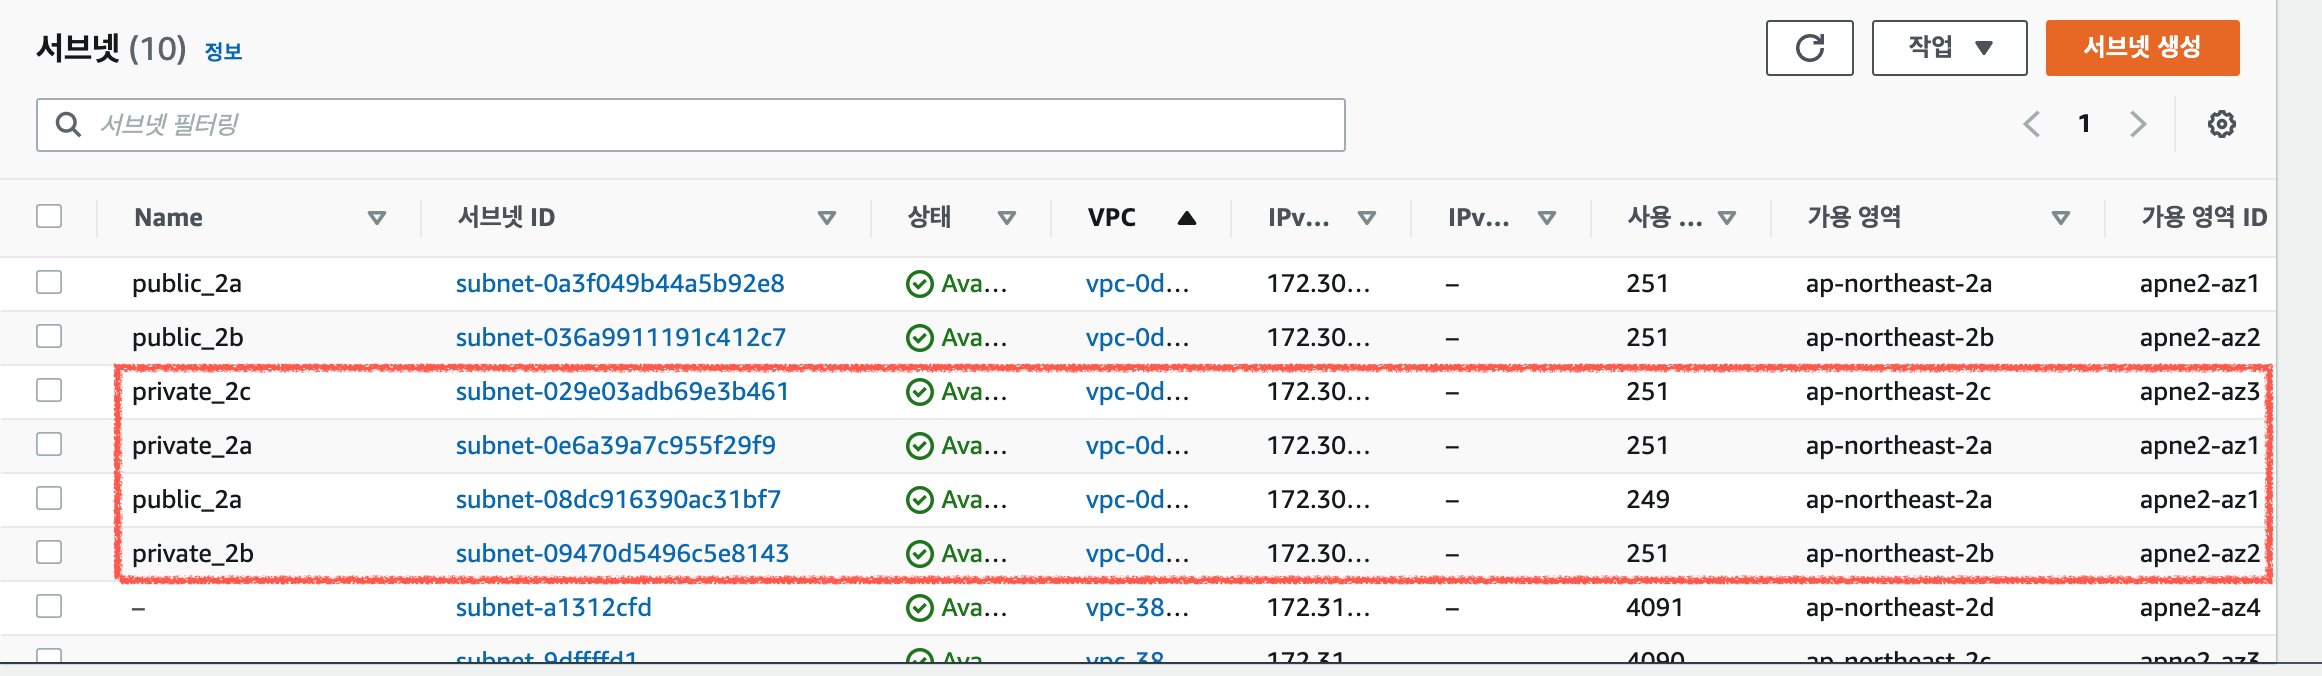 서브넷 (10) 정보
작업
서브넷 생성
서브넷 필터링
1
Name 서브넷 ID 상태 VPC IPv... IPv... 사용 ... 가용 영역 가용 영역 ID
public_2a subnet-0a3f049b44a5b92e8 Ava... vpc-0d... 172.30... – 251 ap-northeast-2a apne2-az1
public_2b subnet-036a9911191c412c7 Ava... vpc-0d... 172.30... – 251 ap-northeast-2b apne2-az2
private_2c subnet-029e03adb69e3b461 Ava... vpc-0d... 172.30... – 251 ap-northeast-2c apne2-az3
private_2a subnet-0e6a39a7c955f29f9 Ava... vpc-0d... 172.30... – 251 ap-northeast-2a apne2-az1
public_2a subnet-08dc916390ac31bf7 Ava... vpc-0d... 172.30... – 249 ap-northeast-2a apne2-az1
private_2b subnet-09470d5496c5e8143 Ava... vpc-0d... 172.30... – 251 ap-northeast-2b apne2-az2
– subnet-a1312cfd Ava... vpc-38... 172.31... – 4091 ap-northeast-2d apne2-az4
subnet-9dffffd1 Ava vpc-38 172.31 4090 ap-northeast-2c apne2-az3